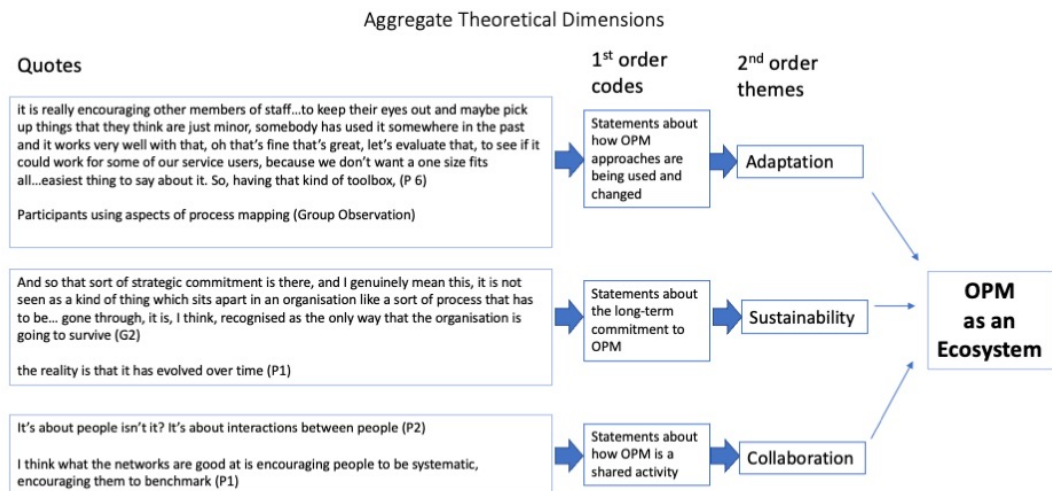 Aggregate Theoretical Dimensions
Quotes
1st order
codes
2nd order
themes
it is really encouraging other members of staff...to keep their eyes out and maybe pick
up things that they think are just minor, somebody has used it somewhere in the past
and it works very well with that, oh that's fine that's great, let's evaluate that, to see if it
could work for some of our service users, because we don't want a one size fits
all...easiest thing to say about it. So, having that kind of toolbox, (P 6)
Participants using aspects of process mapping (Group Observation)
Statements about
how OPM
approaches are
being used and
changed
Adaptation
And so that sort of strategic commitment is there, and I genuinely mean this, it is not
seen as a kind of thing which sits apart in an organisation like a sort of process that has
to be... gone through, it is, I think, recognised as the only way that the organisation is
going to survive (G2)
the reality is that it has evolved over time (P1)
Statements about
the long-term
commitment to
OPM
Sustainability
It's about people isn't it? It's about interactions between people (P2)
I think what the networks are good at is encouraging people to be systematic,
encouraging them to benchmark (P1)
Statements about
how OPM is a
shared activity
Collaboration
OPM
as an
Ecosystem